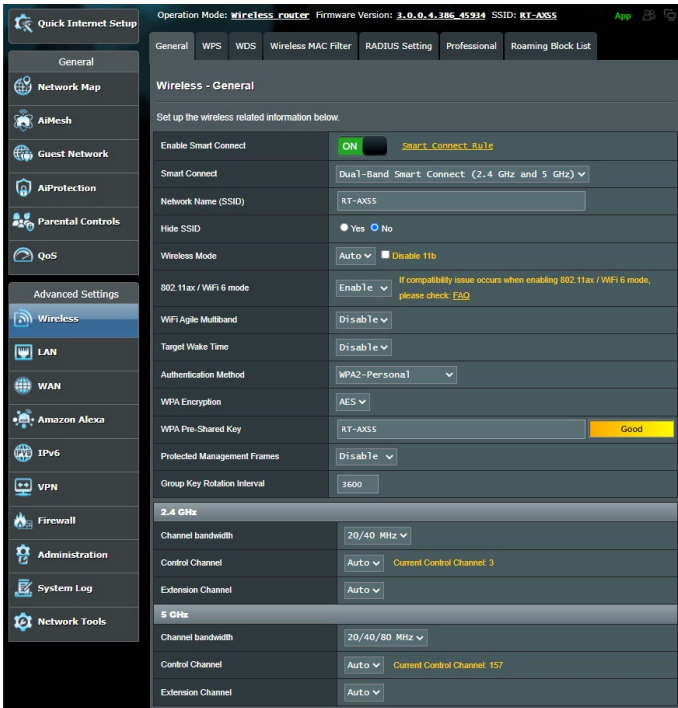 Quick Internet Setup
Operation Mode: Wireless router Firmware Version: 3.0.0.4.386_45934 SSID: RT-AX55 App
General WPS WDS Wireless MAC Filter RADIUS Setting Professional Roaming Block List
General
Network Map
AiMesh
Guest Network
AiProtection
Parental Controls
QoS
Advanced Settings
Wireless
LAN
WAN
Amazon Alexa
IPv6
VPN
Firewall
Administration
System Log
Network Tools
Wireless - General
Set up the wireless related information below.
Enable Smart Connect ON Smart Connect Rule
Smart Connect Dual-Band Smart Connect (2.4 GHz and 5 GHz)
Network Name (SSID) RT-AX55
Hide SSID Yes No
Wireless Mode Auto Disable 11b
802.11ax / WiFi 6 mode Enable If compatibility issue occurs when enabling 802.11ax / WiFi 6 mode,
please check: FAQ
WiFi Agile Multiband Disable
Target Wake Time Disable
Authentication Method WPA2-Personal
WPA Encryption AES
WPA Pre-Shared Key RT-AX55 Good
Protected Management Frames Disable
Group Key Rotation Interval 3600
2.4 GHz
Channel bandwidth 20/40 MHz
Control Channel Auto Current Control Channel: 3
Extension Channel Auto
5 GHz
Channel bandwidth 20/40/80 MHz
Control Channel Auto Current Control Channel: 157
Extension Channel Auto